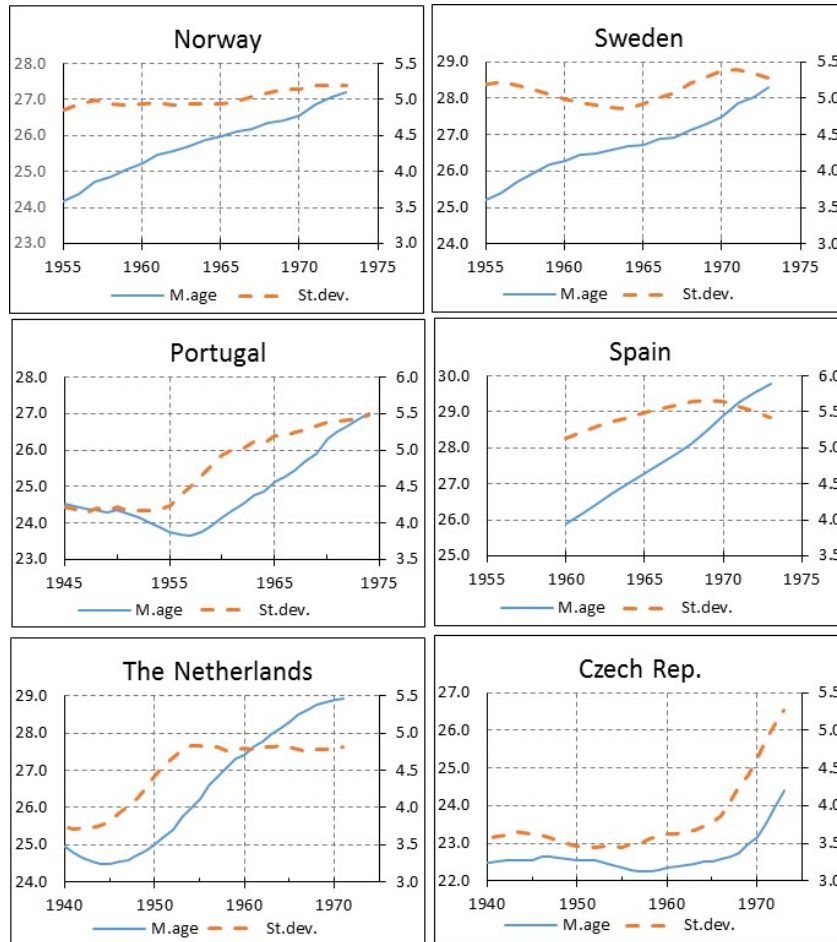 Norway
28.0 5.5
27.0 5.0
26.0 4.5
25.0 4.0
24.0 3.5
23.0 3.0
1955 1960 1965 1970 1975
M.age St.dev.
Sweden
29.0 5.5
28.0 5.0
27.0 4.5
26.0 4.0
25.0 3.5
24.0 3.0
1955 1960 1965 1970 1975
M.age St.dev.
Portugal
28.0 6.0
27.0 5.5
26.0 5.0
25.0 4.5
24.0 4.0
23.0 3.5
1945 1955 1965 1975
M.age St.dev.
Spain
30.0 6.0
29.0 5.5
28.0 5.0
27.0 4.5
26.0 4.0
25.0 3.5
1955 1960 1965 1970 1975
M.age St.dev.
The Netherlands
29.0 5.5
28.0 5.0
27.0 4.5
26.0 4.0
25.0 3.5
24.0 3.0
1940 1950 1960 1970
M.age St.dev.
Czech Rep.
27.0 5.5
26.0 5.0
25.0 4.5
24.0 4.0
23.0 3.5
22.0 3.0
1940 1950 1960 1970
M.age St.dev.